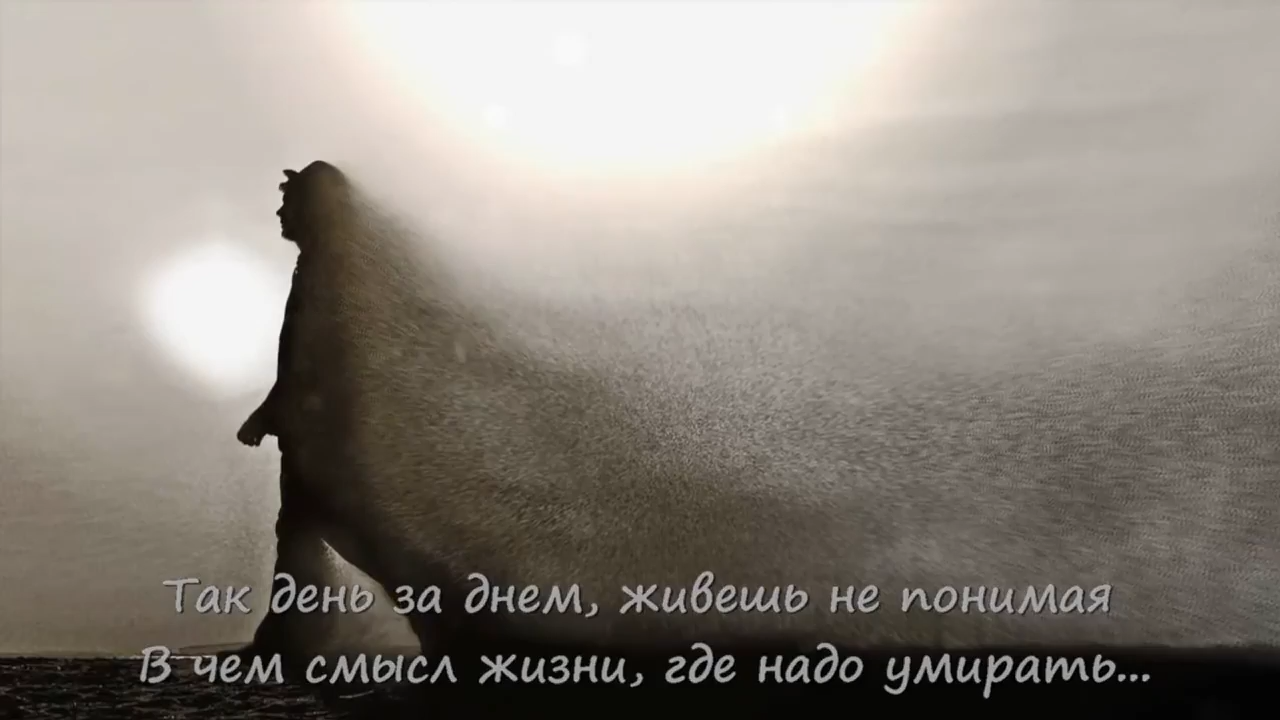 Так день за днем, живешь не понимая
В чем смысл жизни, где надо умирать...